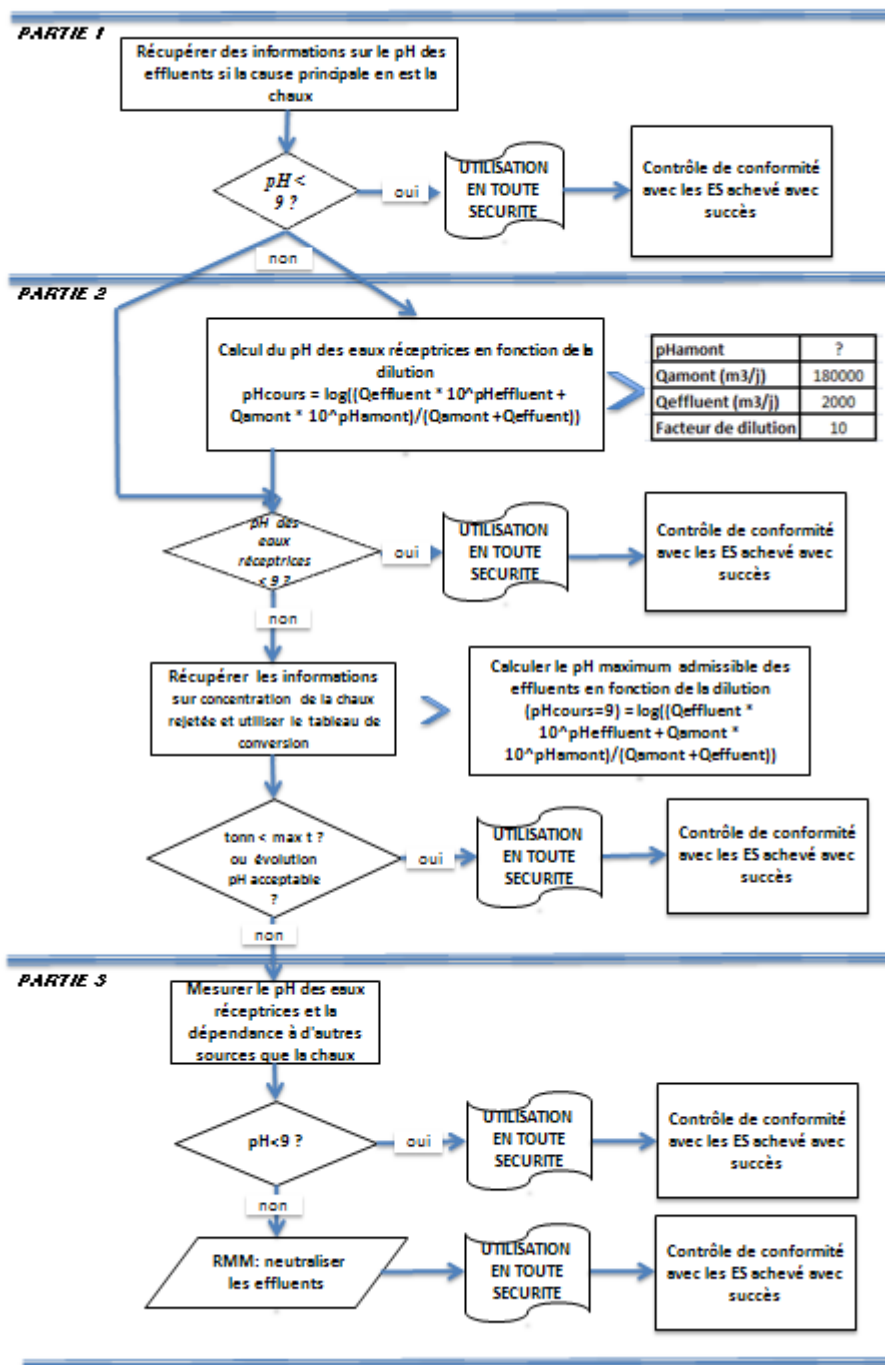 PARTIE 1
Récupérer des informations sur le pH des
effluents si la cause principale en est la
chaux
pH <
9 ?
oui
UTILISATION
EN TOUTE
SECURITE
Contrôle de conformité
avec les ES achevé avec
succès
non
PARTIE 2
Calcul du pH des eaux réceptrices en fonction de la
dilution
pHcours = log((Qeffluent * 10^pHeffluent +
Qamont * 10^pHamont)/(Qamont +Qeffuent))
pHamont ?
Qamont (m3/j) 180000
Qeffluent (m3/j) 2000
Facteur de dilution 10
pH des
eaux
réceptrices
< 9 ?
oui
UTILISATION
EN TOUTE
SECURITE
Contrôle de conformité
avec les ES achevé avec
succès
non
Récupérer les informations
sur concentration de la chaux
rejetée et utiliser le tableau de
conversion
Calculer le pH maximum admissible des
effluents en fonction de la dilution
(pHcours=9) = log((Qeffluent *
10^pHeffluent + Qamont *
10^pHamont)/(Qamont +Qeffuent))
tonn < max t ?
ou évolution
pH acceptable
?
oui
UTILISATION
EN TOUTE
SECURITE
Contrôle de conformité
avec les ES achevé avec
succès
non
PARTIE 3
Mesurer le pH des eaux
réceptrices et la
dépendance à d'autres
sources que la chaux
pH<9 ?
oui
UTILISATION
EN TOUTE
SECURITE
Contrôle de conformité
avec les ES achevé avec
succès
non
RMM: neutraliser
les effluents
UTILISATION
EN TOUTE
SECURITE
Contrôle de conformité
avec les ES achevé avec
succès